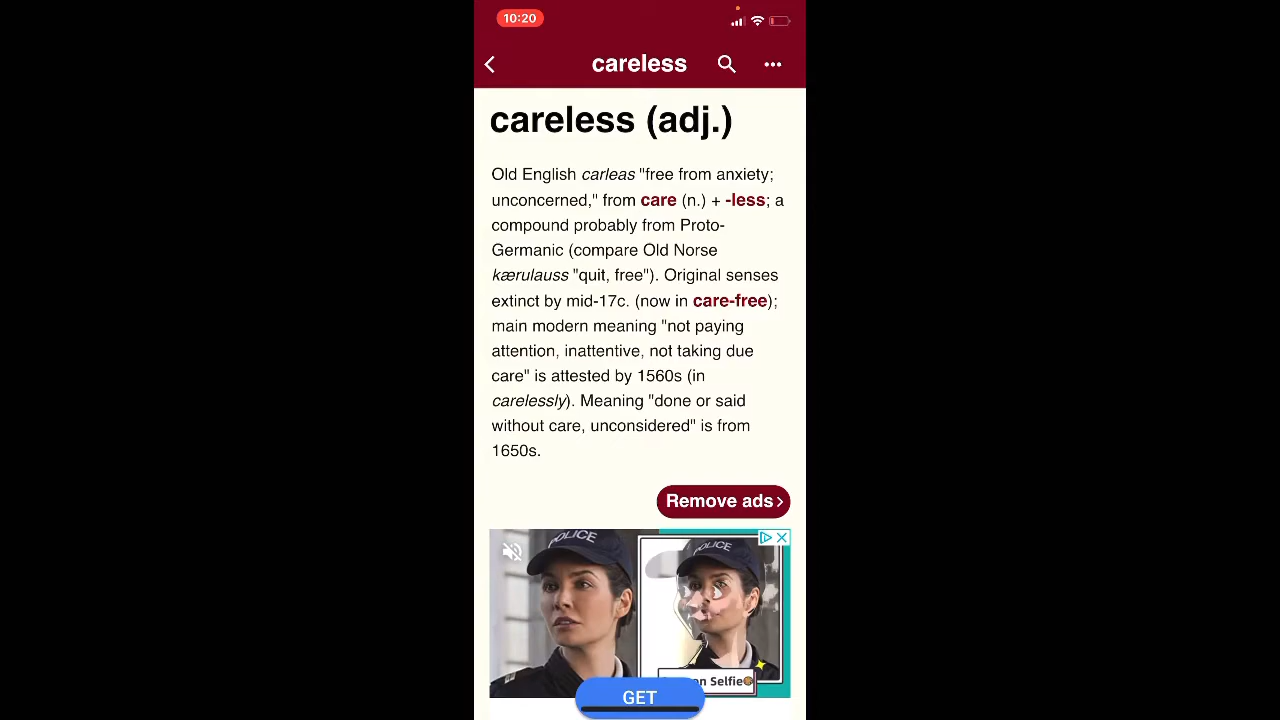 10:20
careless
careless (adj.)
Old English carleas "free from anxiety;
unconcerned," from care (n.) + -less; a
compound probably from Proto-
Germanic (compare Old Norse
kærulauss "quit, free"). Original senses
extinct by mid-17c. (now in care-free);
main modern meaning "not paying
attention, inattentive, not taking due
care" is attested by 1560s (in
carelessly). Meaning "done or said
without care, unconsidered" is from
1650s.
Remove ads
POLICE
POLICE
Selfie
GET